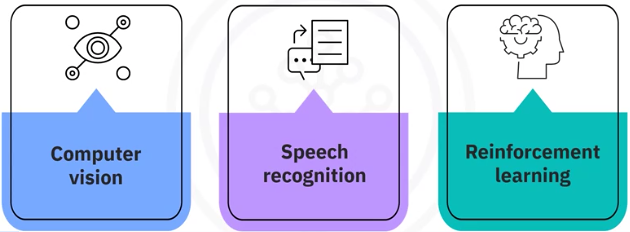 Computer
vision
Speech
recognition
Reinforcement
learning